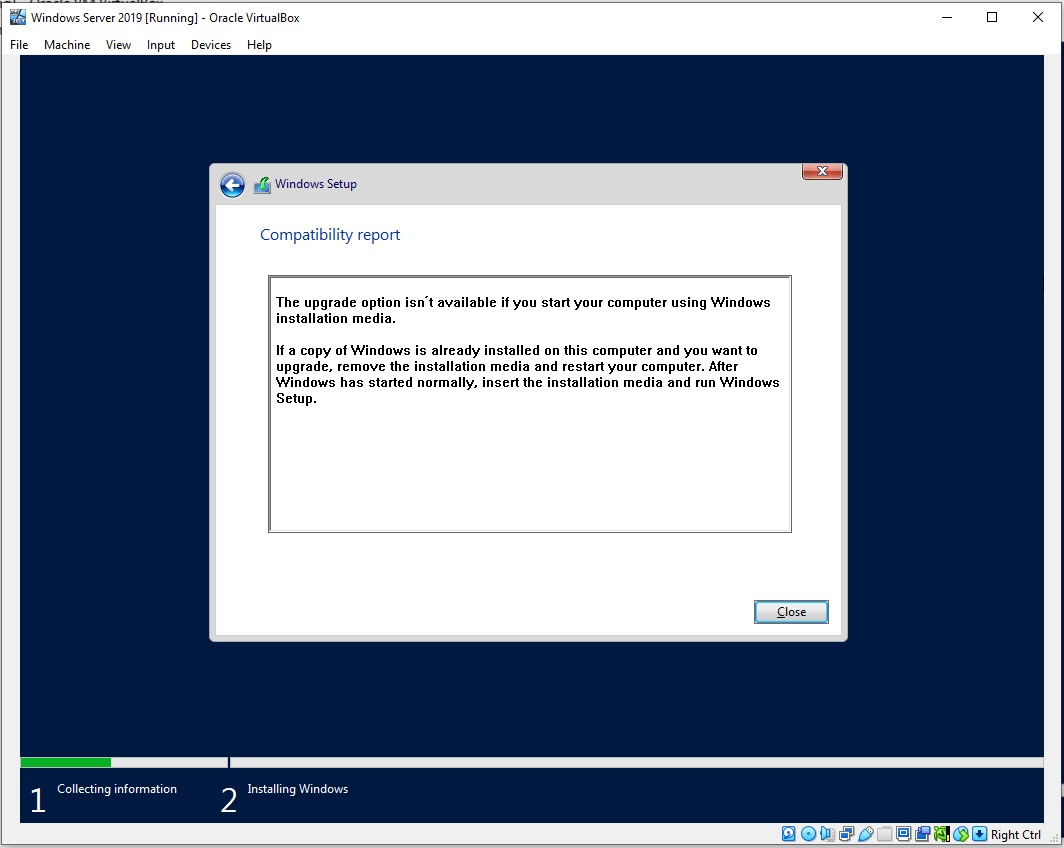 Windows Server 2019 [Running] - Oracle VirtualBox
File Machine View Input Devices Help
Windows Setup
Compatibility report
The upgrade option isn´t available if you start your computer using Windows
installation media.
If a copy of Windows is already installed on this computer and you want to
upgrade, remove the installation media and restart your computer. After
Windows has started normally, insert the installation media and run Windows
Setup.
Close
1 Collecting information 2 Installing Windows
Right Ctrl